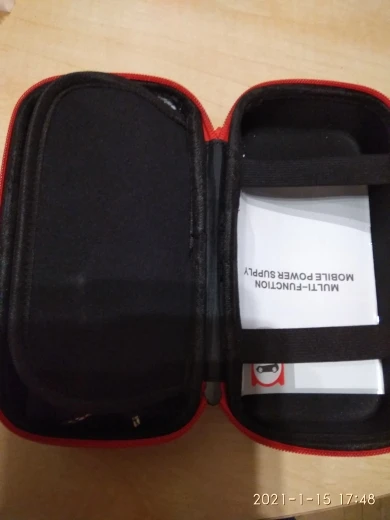 MULTI-FUNCTION
MOBILE POWER SUPPLY
2021-1-15 17:48